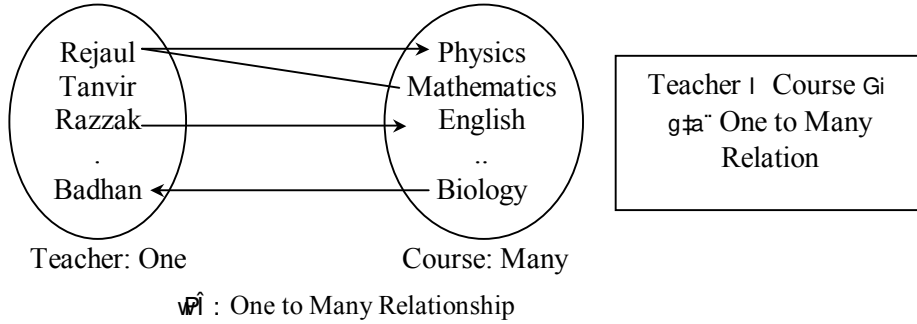 Rejaul
Tanvir
Razzak
.
Badhan
Teacher: One
Physics
Mathematics
English
..
Biology
Course: Many
Teacher I Course Gi
g‡a¨ One to Many
Relation
: One to Many Relationship